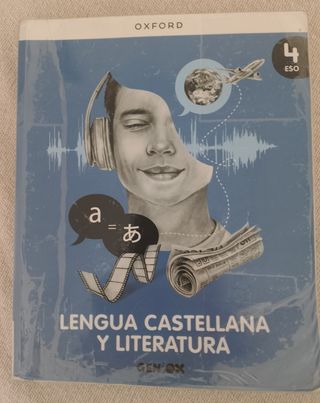 OXFORD
4
ESO
a
=
あ
LENGUA CASTELLANA
Y LITERATURA
GENiOX